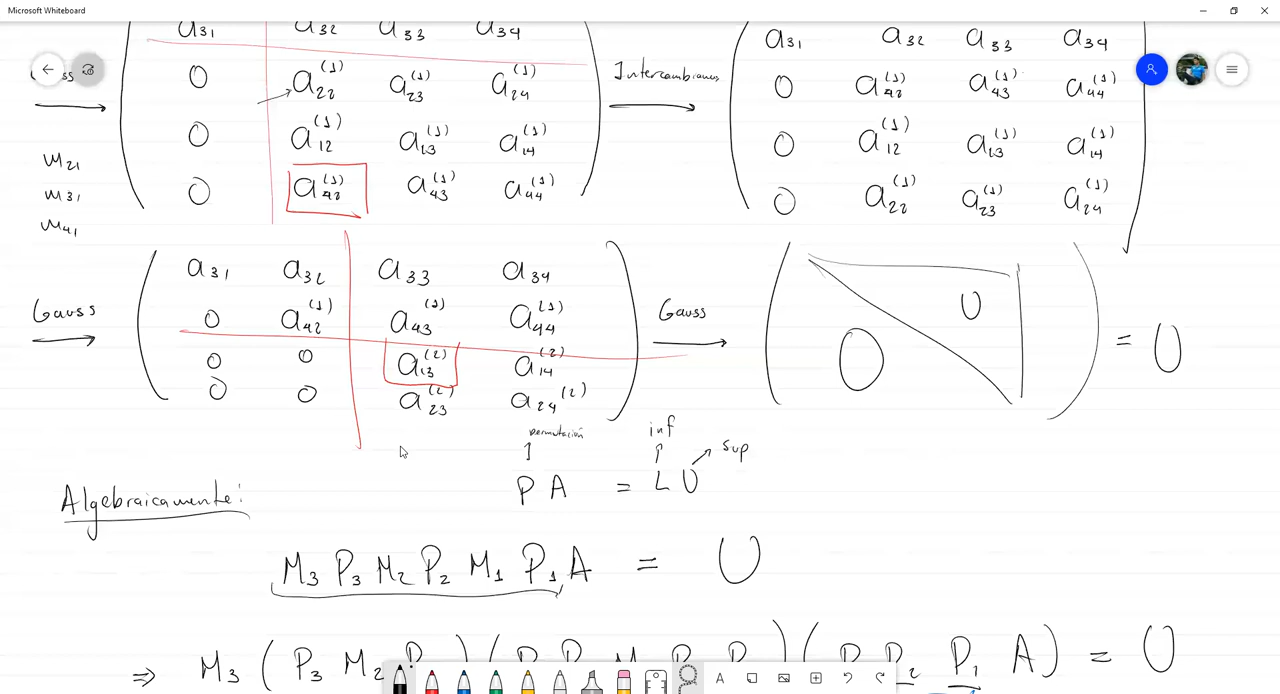 Microsoft Whiteboard
a₃₁ a₃₂ a₃₃ a₃₄
0 a₂₂⁽¹⁾ a₂₃⁽¹⁾ a₂₄⁽¹⁾
0 a₁₂⁽¹⁾ a₁₃⁽¹⁾ a₁₄⁽¹⁾
0 a₄₂⁽¹⁾ a₄₃⁽¹⁾ a₄₄⁽¹⁾
m₂₁
m₃₁
m₄₁
Intercambiamos
a₃₁ a₃₂ a₃₃ a₃₄
0 a₄₂⁽¹⁾ a₄₃⁽¹⁾ a₄₄⁽¹⁾
0 a₁₂⁽¹⁾ a₁₃⁽¹⁾ a₁₄⁽¹⁾
0 a₂₂⁽¹⁾ a₂₃⁽¹⁾ a₂₄⁽¹⁾
Gauss
a₃₁ a₃₂ a₃₃ a₃₄
0 a₄₂⁽¹⁾ a₄₃⁽¹⁾ a₄₄⁽¹⁾
0 0 a₁₃⁽²⁾ a₁₄⁽²⁾
0 0 a₂₃⁽²⁾ a₂₄⁽²⁾
Gauss
0 U = U
permutación inf sup
P A = L U
Algebraicamente:
M₃ P₃ M₂ P₂ M₁ P₁ A = U
⇒ M₃ ( P₃ M₂ P ) ( ) ( P₂ P₁ A ) = U
A